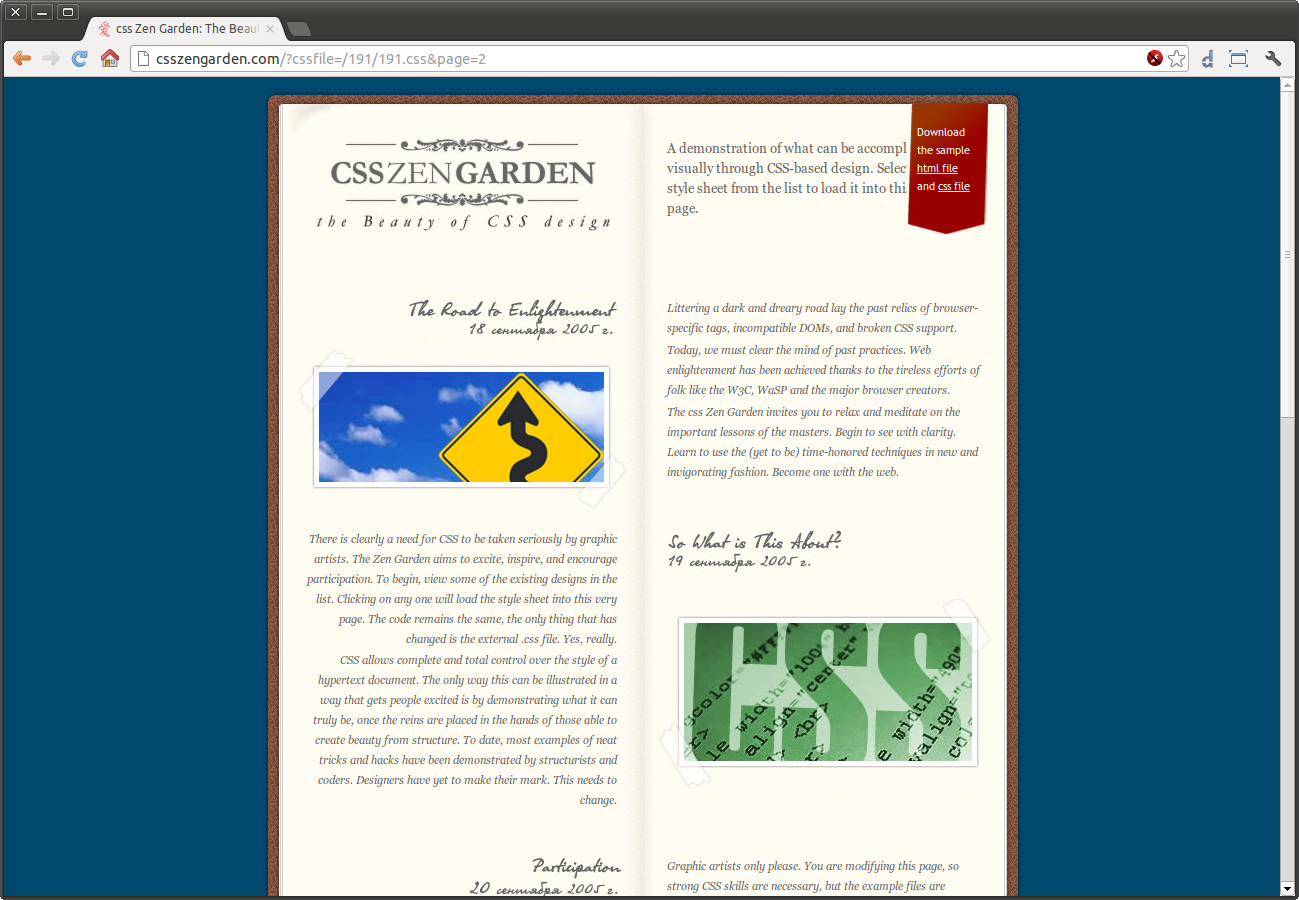 css Zen Garden: The Beau
csszengarden.com/?cssfile=/191/191.css&page=2
CSS ZEN GARDEN
the Beauty of CSS design
A demonstration of what can be accompl
visually through CSS-based design. Selec
style sheet from the list to load it into thi
page.
Download
the sample
html file
and css file
The Road to Enlightenment
18 сентября 2005 г.
There is clearly a need for CSS to be taken seriously by graphic
artists. The Zen Garden aims to excite, inspire, and encourage
participation. To begin, view some of the existing designs in the
list. Clicking on any one will load the style sheet into this very
page. The code remains the same, the only thing that has
changed is the external .css file. Yes, really.
CSS allows complete and total control over the style of a
hypertext document. The only way this can be illustrated in a
way that gets people excited is by demonstrating what it can
truly be, once the reins are placed in the hands of those able to
create beauty from structure. To date, most examples of neat
tricks and hacks have been demonstrated by structurists and
coders. Designers have yet to make their mark. This needs to
change.
Participation
20 сентября 2005 г.
Littering a dark and dreary road lay the past relics of browser-
specific tags, incompatible DOMs, and broken CSS support.
Today, we must clear the mind of past practices. Web
enlightenment has been achieved thanks to the tireless efforts of
folk like the W3C, WaSP and the major browser creators.
The css Zen Garden invites you to relax and meditate on the
important lessons of the masters. Begin to see with clarity.
Learn to use the (yet to be) time-honored techniques in new and
invigorating fashion. Become one with the web.
So What is This About?
19 сентября 2005 г.
CSS
gcolor="#ff
width="100"
align="center"
<br>
width="490"
valign="
Graphic artists only please. You are modifying this page, so
strong CSS skills are necessary, but the example files are